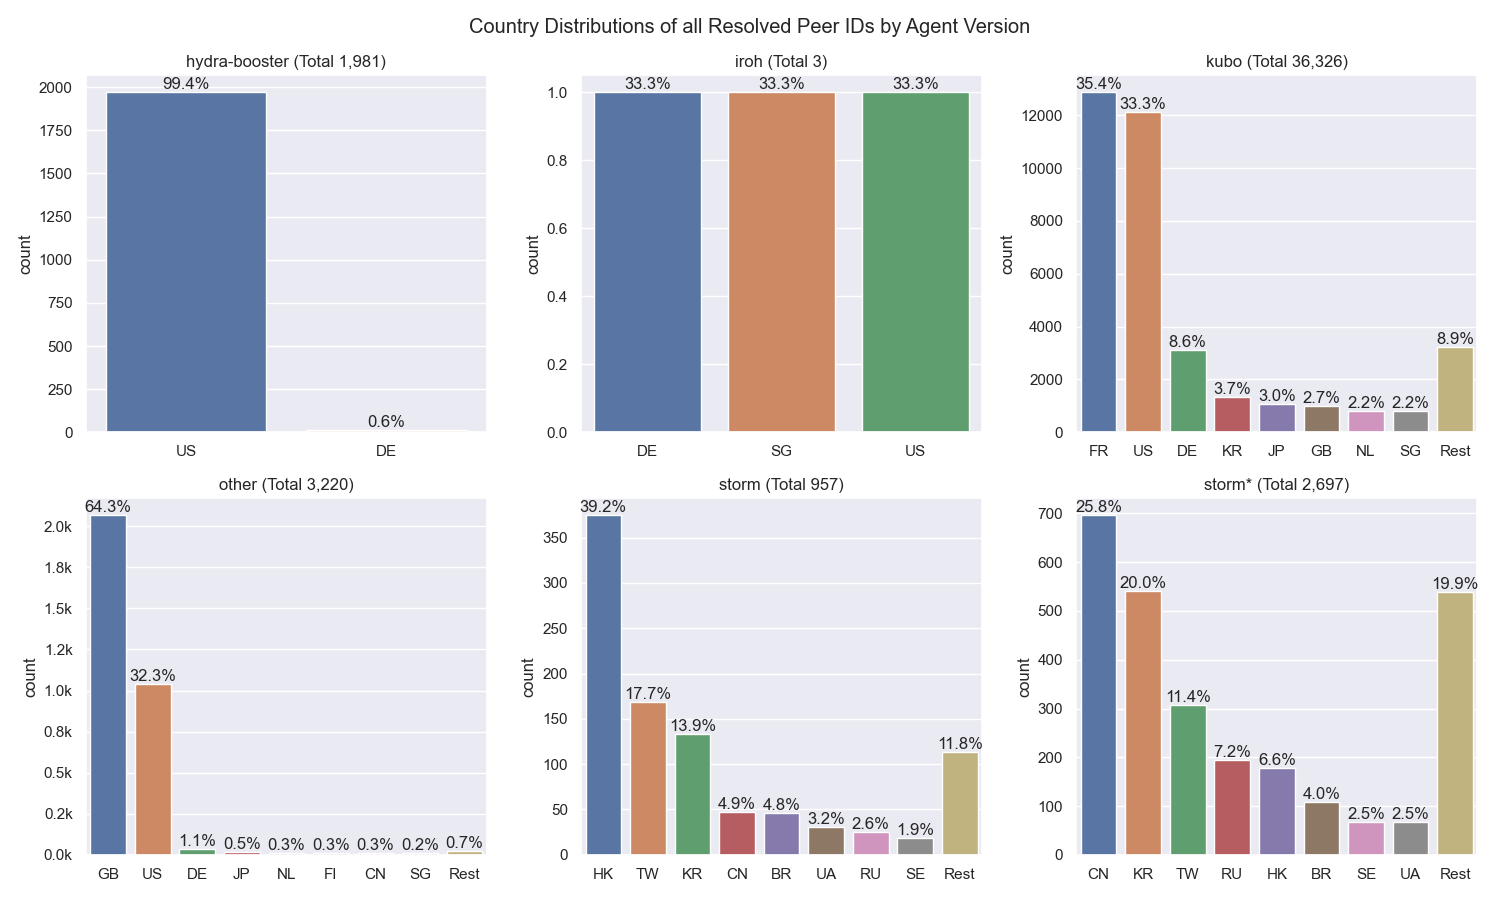 Country Distributions of all Resolved Peer IDs by Agent Version
hydra-booster (Total 1,981)
count
2000
1750
1500
1250
1000
750
500
250
0
99.4%
0.6%
US DE
iroh (Total 3)
count
1.0
0.8
0.6
0.4
0.2
0.0
33.3% 33.3% 33.3%
DE SG US
kubo (Total 36,326)
count
12000
10000
8000
6000
4000
2000
0
35.4%
33.3%
8.6%
3.7%
3.0%
2.7%
2.2%
2.2%
8.9%
FR US DE KR JP GB NL SG Rest
other (Total 3,220)
count
2.0k
1.8k
1.5k
1.2k
1.0k
0.8k
0.5k
0.2k
0.0k
64.3%
32.3%
1.1%
0.5%
0.3%
0.3%
0.3%
0.2%
0.7%
GB US DE JP NL FI CN SG Rest
storm (Total 957)
count
350
300
250
200
150
100
50
0
39.2%
17.7%
13.9%
4.9%
4.8%
3.2%
2.6%
1.9%
11.8%
HK TW KR CN BR UA RU SE Rest
storm* (Total 2,697)
count
700
600
500
400
300
200
100
0
25.8%
20.0%
11.4%
7.2%
6.6%
4.0%
2.5%
2.5%
19.9%
CN KR TW RU HK BR SE UA Rest